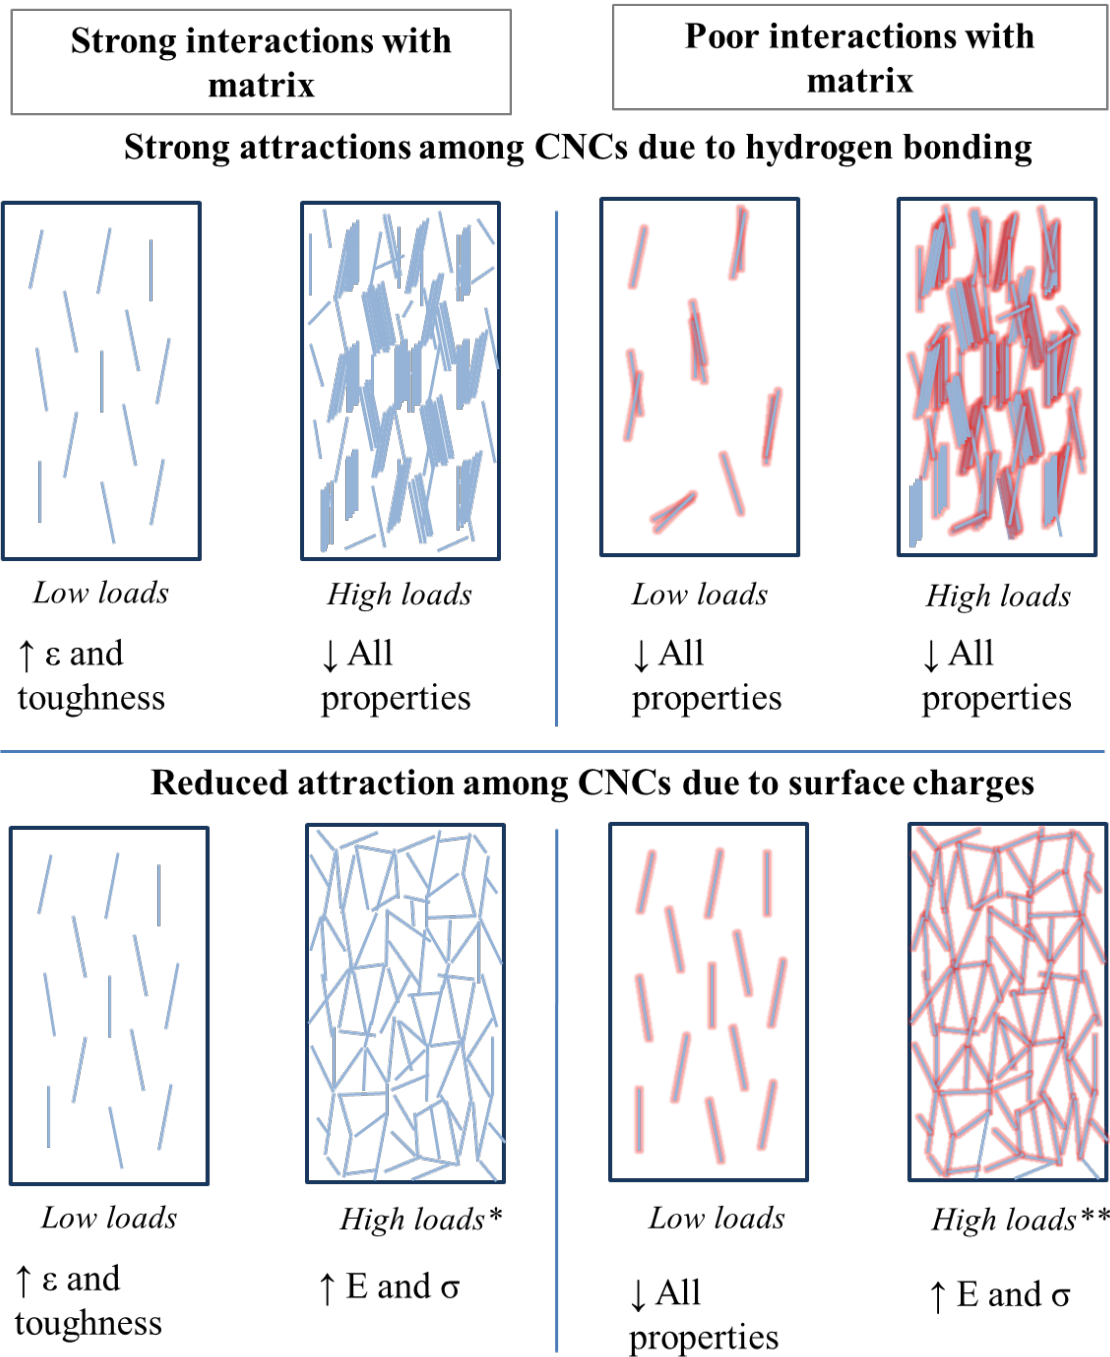 Strong interactions with
matrix
Poor interactions with
matrix
Strong attractions among CNCs due to hydrogen bonding
Low loads
High loads
Low loads
High loads
↑ ε and
toughness
↓ All
properties
↓ All
properties
↓ All
properties
Reduced attraction among CNCs due to surface charges
Low loads
High loads*
Low loads
High loads**
↑ ε and
toughness
↑ E and σ
↓ All
properties
↑ E and σ